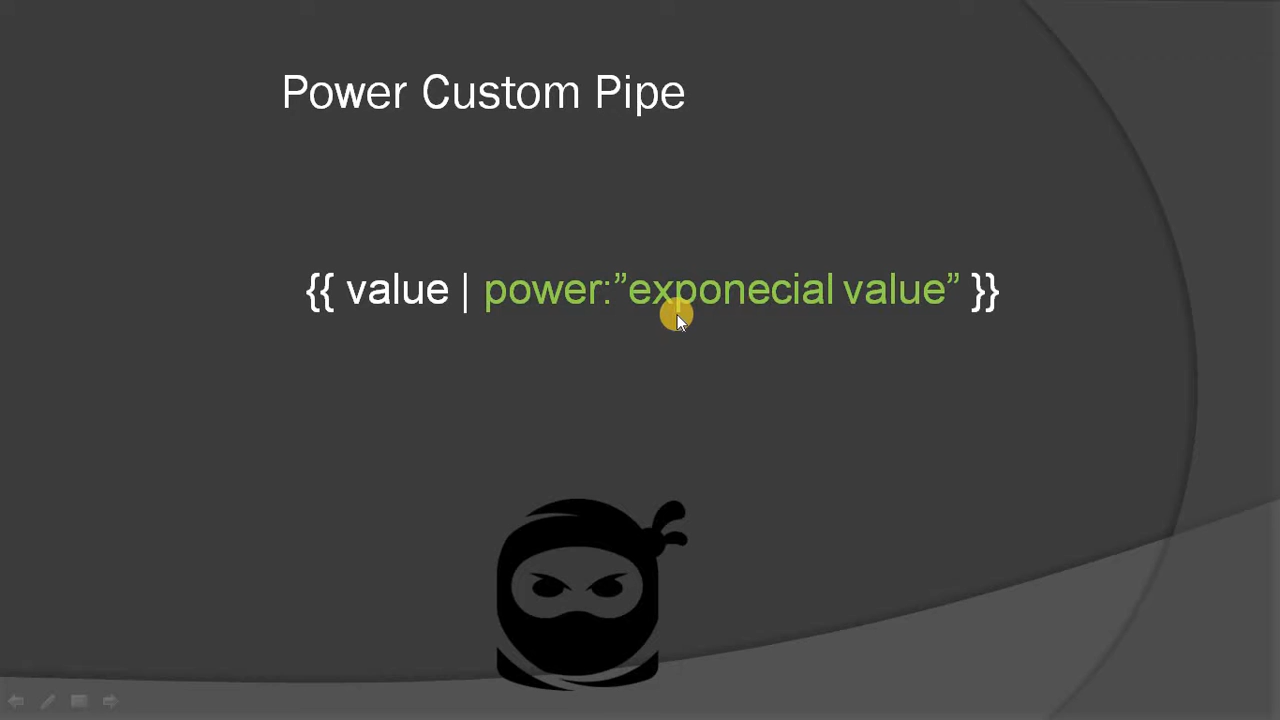 Power Custom Pipe
{{ value | power:”exponecial value” }}